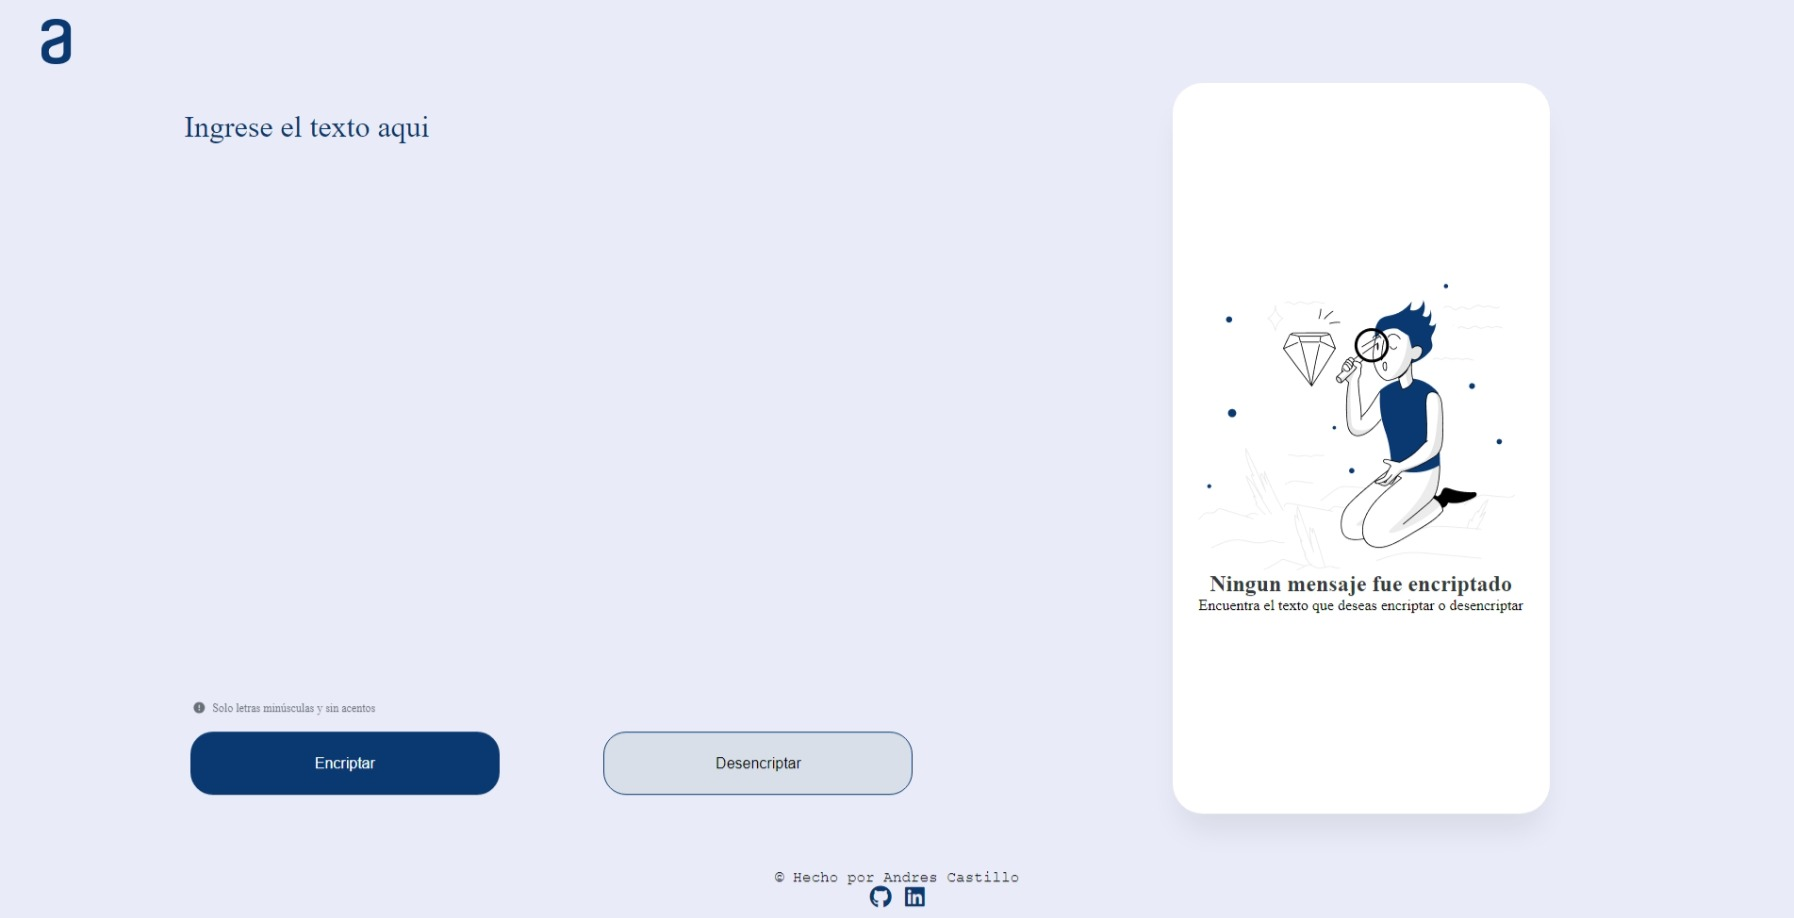 a
Ingrese el texto aqui
Ningun mensaje fue encriptado
Encuentra el texto que deseas encriptar o desencriptar
Solo letras minúsculas y sin acentos
Encriptar
Desencriptar
© Hecho por Andres Castillo
in